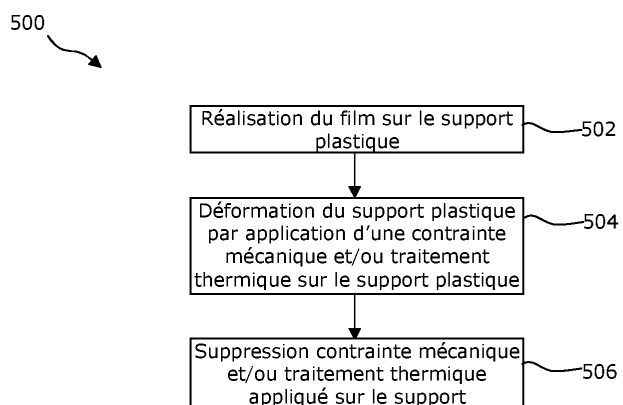 500
Réalisation du film sur le support
plastique
502
Déformation du support plastique
par application d'une contrainte
mécanique et/ou traitement
thermique sur le support plastique
504
Suppression contrainte mécanique
et/ou traitement thermique
appliqué sur le support
506